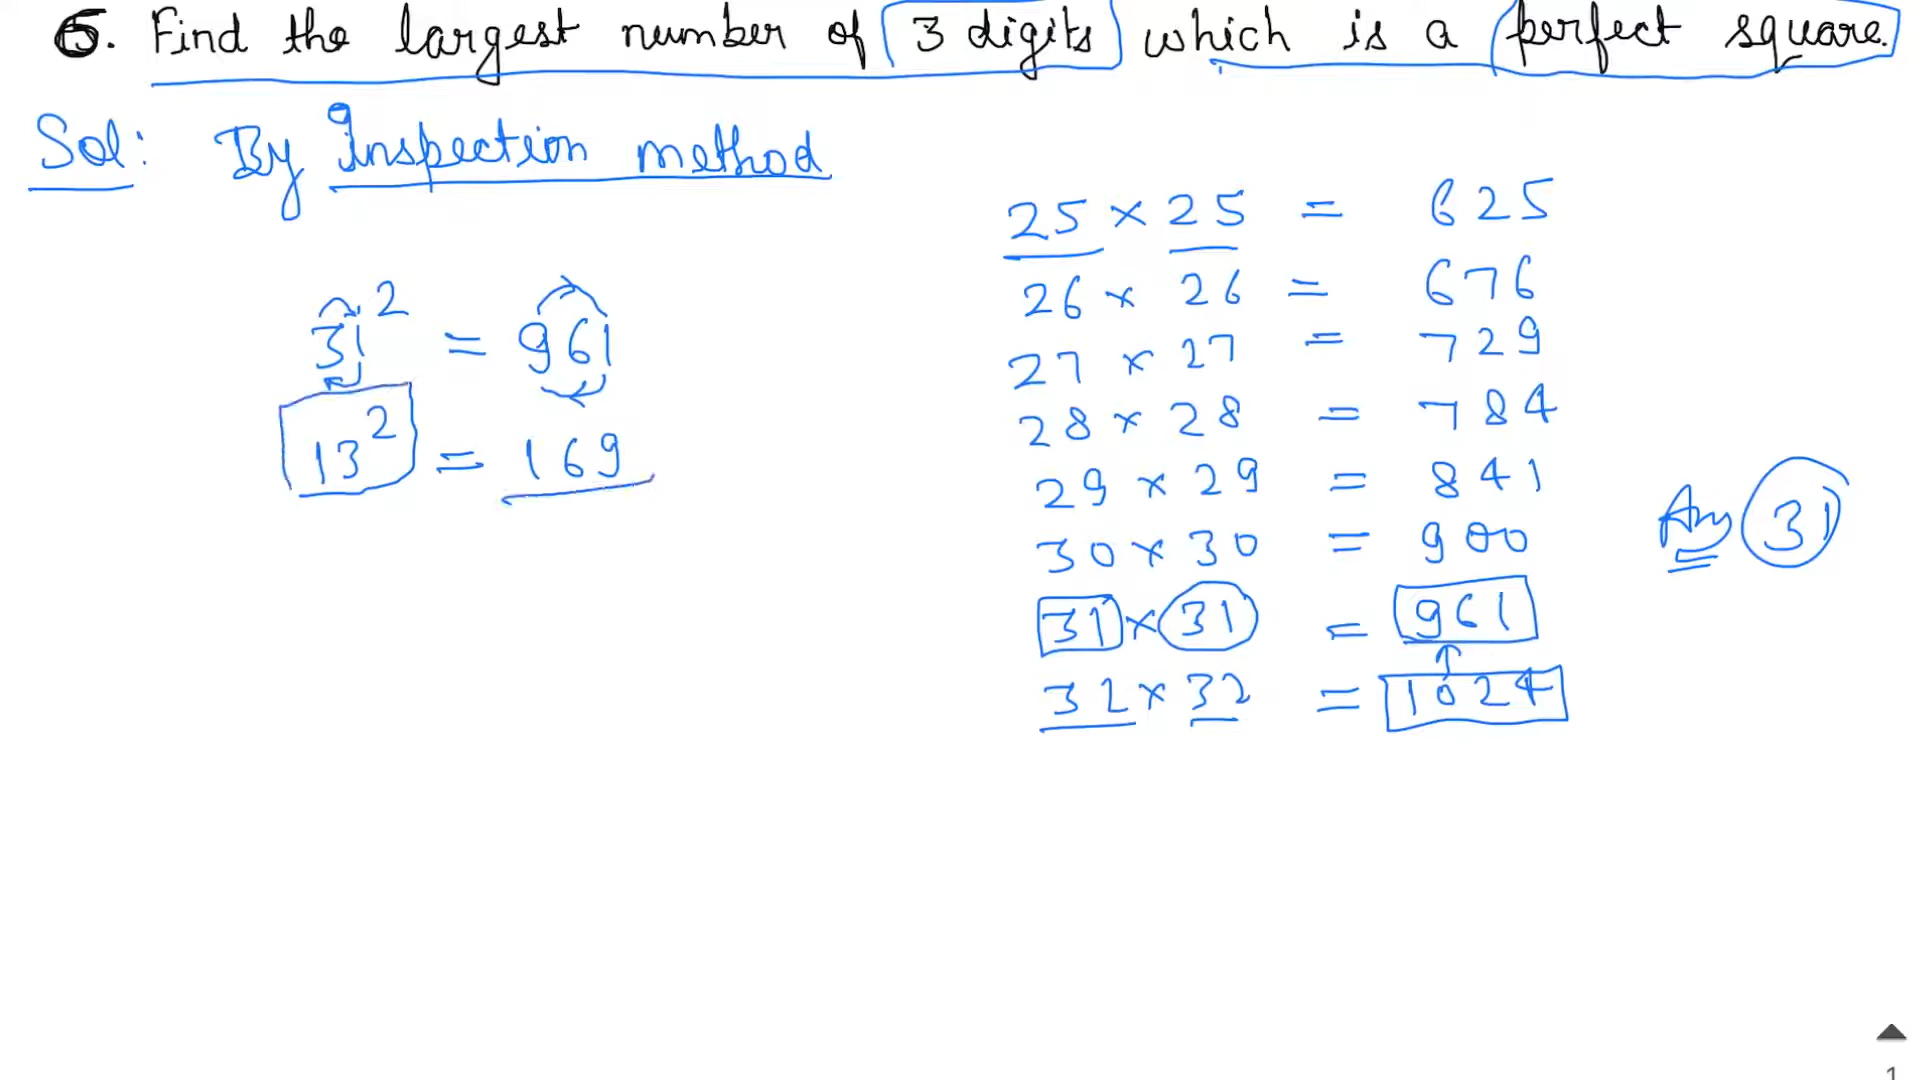 5. Find the largest number of 3 digits which is a perfect square.
Sol: By Inspection method
31² = 961
13² = 169
25 × 25 = 625
26 × 26 = 676
27 × 27 = 729
28 × 28 = 784
29 × 29 = 841
30 × 30 = 900
31 × 31 = 961
32 × 32 = 1024
Ans 31
1